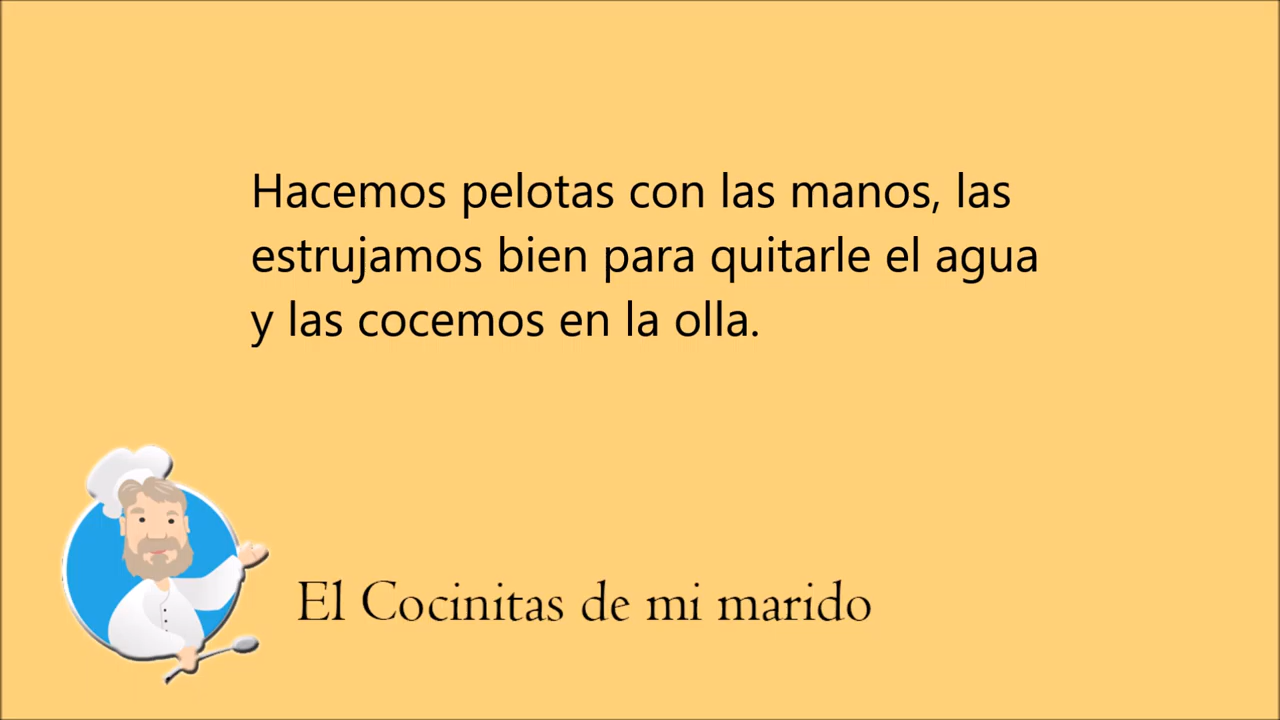 Hacemos pelotas con las manos, las
estrujamos bien para quitarle el agua
y las cocemos en la olla.
El Cocinitas de mi marido